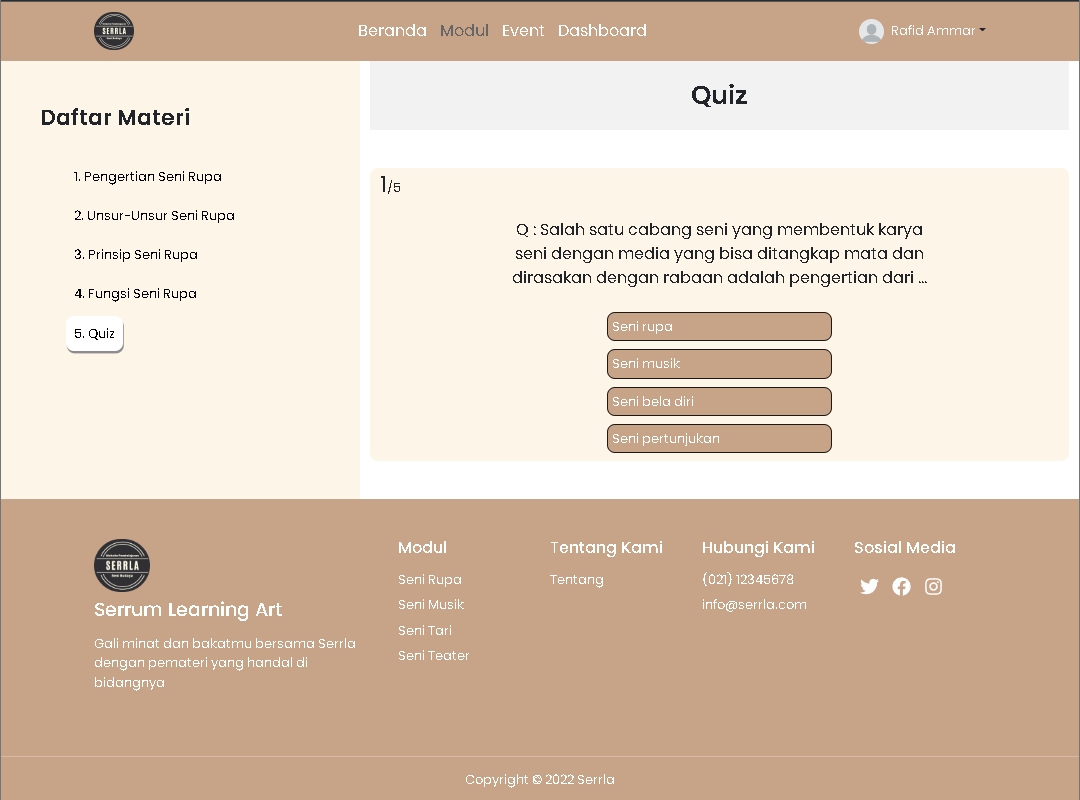 SERRLA
Beranda Modul Event Dashboard
Rafid Ammar
Daftar Materi
1. Pengertian Seni Rupa
2. Unsur-Unsur Seni Rupa
3. Prinsip Seni Rupa
4. Fungsi Seni Rupa
5. Quiz
Quiz
1/5
Q : Salah satu cabang seni yang membentuk karya
seni dengan media yang bisa ditangkap mata dan
dirasakan dengan rabaan adalah pengertian dari ...
Seni rupa
Seni musik
Seni bela diri
Seni pertunjukan
SERRLA
Serrum Learning Art
Gali minat dan bakatmu bersama Serrla
dengan pemateri yang handal di
bidangnya
Modul
Seni Rupa
Seni Musik
Seni Tari
Seni Teater
Tentang Kami
Tentang
Hubungi Kami
(021) 12345678
info@serrla.com
Sosial Media
Copyright © 2022 Serrla